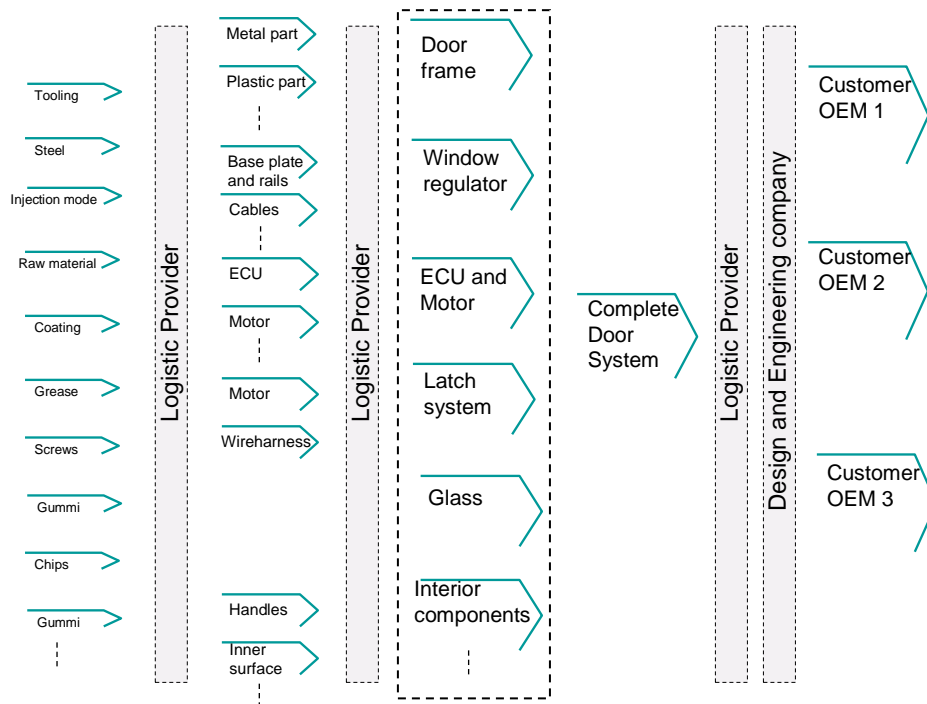 Tooling
Steel
Injection mode
Raw material
Coating
Grease
Screws
Gummi
Chips
Gummi
Logistic Provider
Metal part
Plastic part
Base plate
and rails
Cables
ECU
Motor
Motor
Wireharness
Handles
Inner
surface
Logistic Provider
Door
frame
Window
regulator
ECU and
Motor
Latch
system
Glass
Interior
components
Complete
Door
System
Logistic Provider
Design and Engineering company
Customer
OEM 1
Customer
OEM 2
Customer
OEM 3